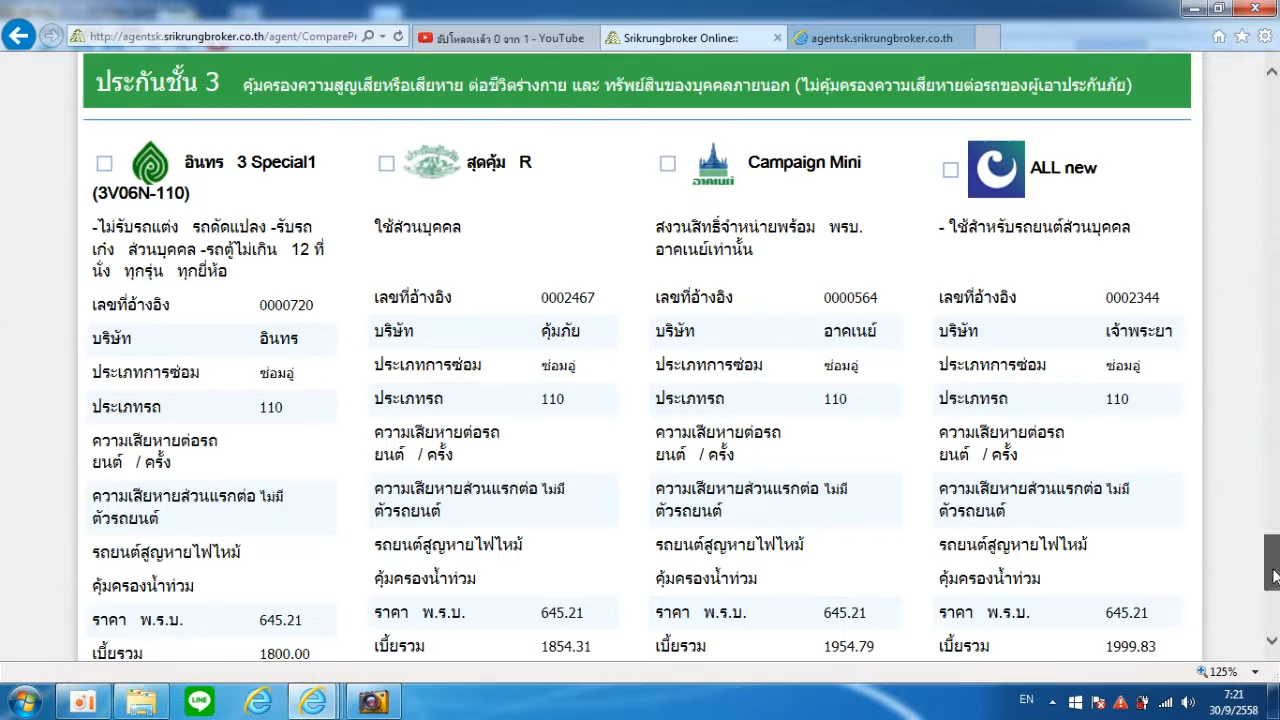 http://agentsk.srikrungbroker.co.th/agent/ComparePr
อัปโหลดแล้ว 0 จาก 1 - YouTube
Srikrungbroker Online::
agentsk.srikrungbroker.co.th
ประกันชั้น 3 คุ้มครองความสูญเสียหรือเสียหาย ต่อชีวิตร่างกาย และ ทรัพย์สินของบุคคลภายนอก (ไม่คุ้มครองความเสียหายต่อรถของผู้เอาประกันภัย)
อินทร 3 Special1
(3V06N-110)
-ไม่รับรถแต่ง รถดัดแปลง -รับรถ
เก๋ง ส่วนบุคคล -รถตู้ไม่เกิน 12 ที่
นั่ง ทุกรุ่น ทุกยี่ห้อ
เลขที่อ้างอิง 0000720
บริษัท อินทร
ประเภทการซ่อม ซ่อมอู่
ประเภทรถ 110
ความเสียหายต่อรถ
ยนต์ / ครั้ง
ความเสียหายส่วนแรกต่อ ไม่มี
ตัวรถยนต์
รถยนต์สูญหายไฟไหม้
คุ้มครองน้ำท่วม
ราคา พ.ร.บ. 645.21
เบี้ยรวม 1800.00
สุดคุ้ม R
ใช้ส่วนบุคคล
เลขที่อ้างอิง 0002467
บริษัท คุ้มภัย
ประเภทการซ่อม ซ่อมอู่
ประเภทรถ 110
ความเสียหายต่อรถ
ยนต์ / ครั้ง
ความเสียหายส่วนแรกต่อ ไม่มี
ตัวรถยนต์
รถยนต์สูญหายไฟไหม้
คุ้มครองน้ำท่วม
ราคา พ.ร.บ. 645.21
เบี้ยรวม 1854.31
อาคเนย์
Campaign Mini
สงวนสิทธิ์จำหน่ายพร้อม พรบ.
อาคเนย์เท่านั้น
เลขที่อ้างอิง 0000564
บริษัท อาคเนย์
ประเภทการซ่อม ซ่อมอู่
ประเภทรถ 110
ความเสียหายต่อรถ
ยนต์ / ครั้ง
ความเสียหายส่วนแรกต่อ ไม่มี
ตัวรถยนต์
รถยนต์สูญหายไฟไหม้
คุ้มครองน้ำท่วม
ราคา พ.ร.บ. 645.21
เบี้ยรวม 1954.79
ALL new
- ใช้สำหรับรถยนต์ส่วนบุคคล
เลขที่อ้างอิง 0002344
บริษัท เจ้าพระยา
ประเภทการซ่อม ซ่อมอู่
ประเภทรถ 110
ความเสียหายต่อรถ
ยนต์ / ครั้ง
ความเสียหายส่วนแรกต่อ ไม่มี
ตัวรถยนต์
รถยนต์สูญหายไฟไหม้
คุ้มครองน้ำท่วม
ราคา พ.ร.บ. 645.21
เบี้ยรวม 1999.83
125%
LINE
EN
7:21
30/9/2558